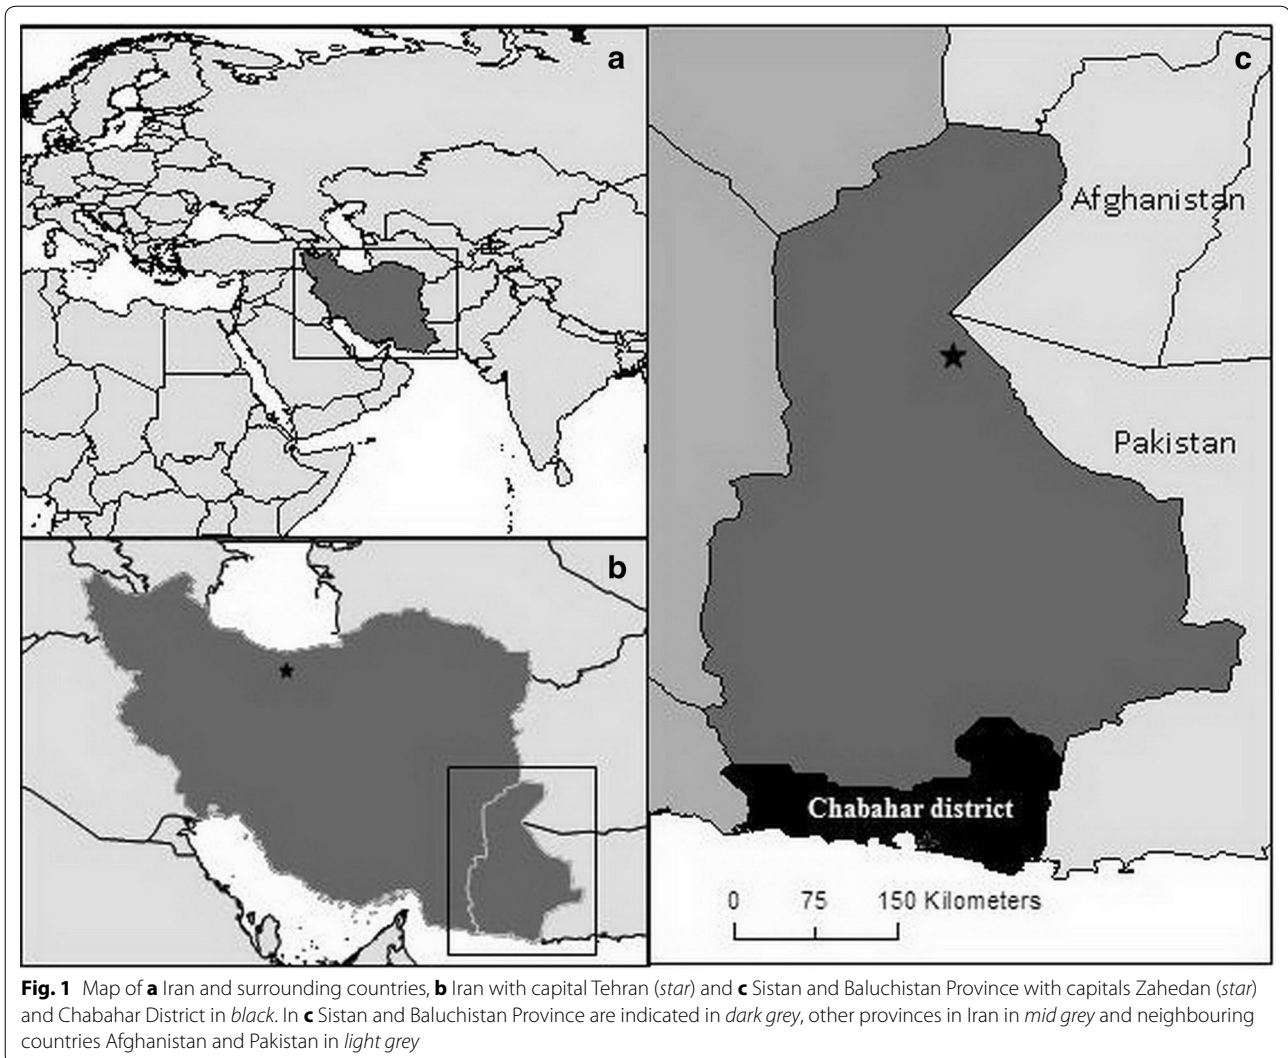 a
c
Afghanistan
Pakistan
b
Chabahar district
0 75 150 Kilometers
Fig. 1 Map of a Iran and surrounding countries, b Iran with capital Tehran (star) and c Sistan and Baluchistan Province with capitals Zahedan (star)
and Chabahar District in black. In c Sistan and Baluchistan Province are indicated in dark grey, other provinces in Iran in mid grey and neighbouring
countries Afghanistan and Pakistan in light grey